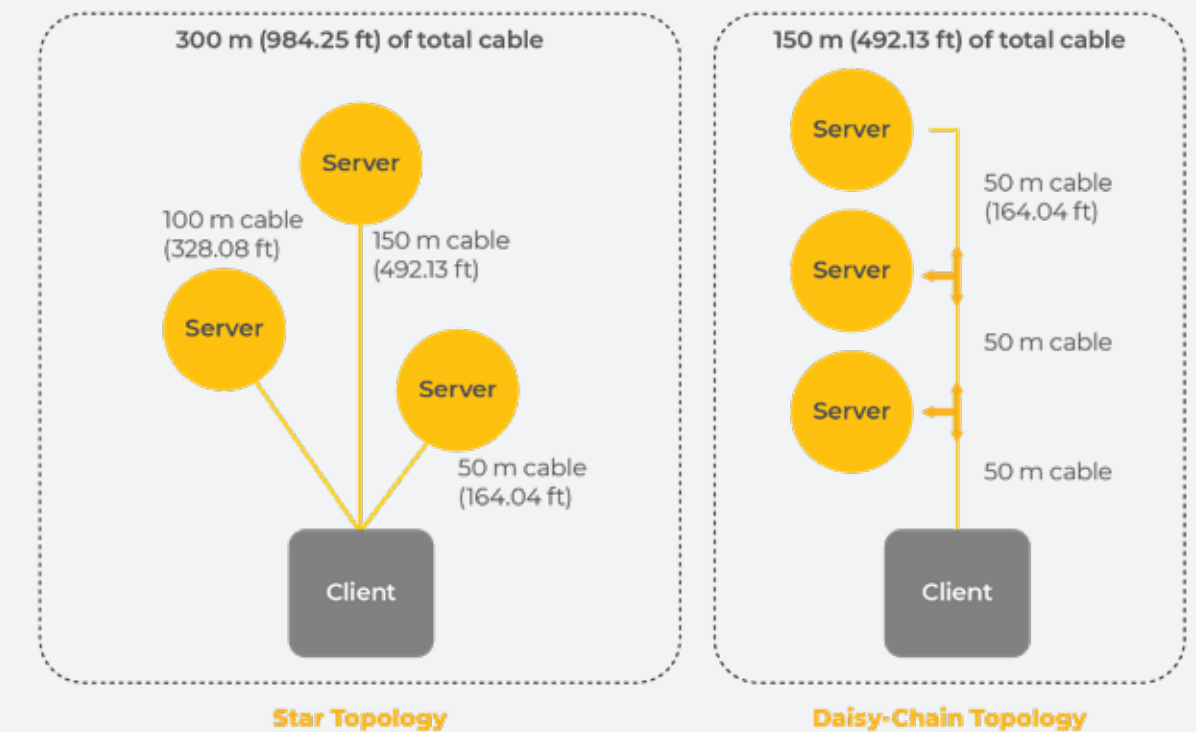 300 m (984.25 ft) of total cable
Server
100 m cable
(328.08 ft)
150 m cable
(492.13 ft)
Server
Server
50 m cable
(164.04 ft)
Client
Star Topology
150 m (492.13 ft) of total cable
Server
50 m cable
(164.04 ft)
Server
50 m cable
Server
50 m cable
Client
Daisy-Chain Topology